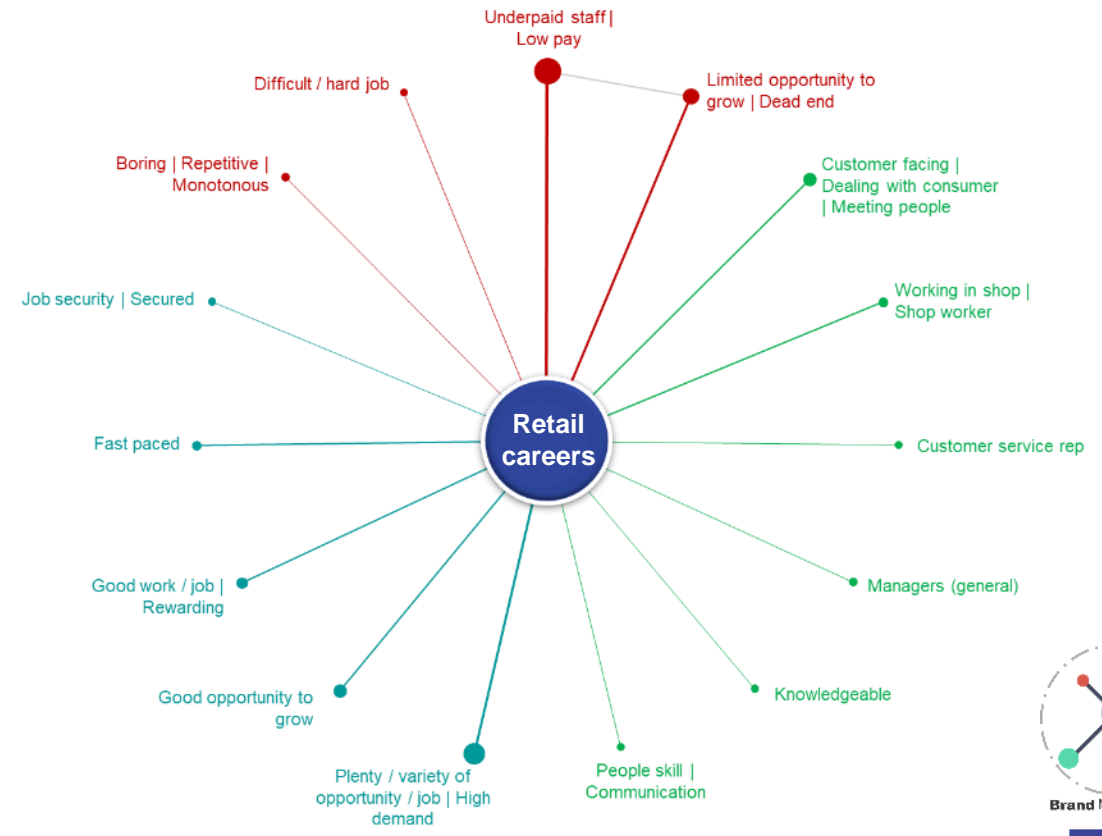 Underpaid staff |
Low pay
Difficult / hard job
Limited opportunity to
grow | Dead end
Boring | Repetitive |
Monotonous
Customer facing |
Dealing with consumer
| Meeting people
Job security | Secured
Working in shop |
Shop worker
Retail
careers
Fast paced
Customer service rep
Good work / job |
Rewarding
Managers (general)
Good opportunity to
grow
Knowledgeable
Plenty / variety of
opportunity / job | High
demand
People skill |
Communication
Brand